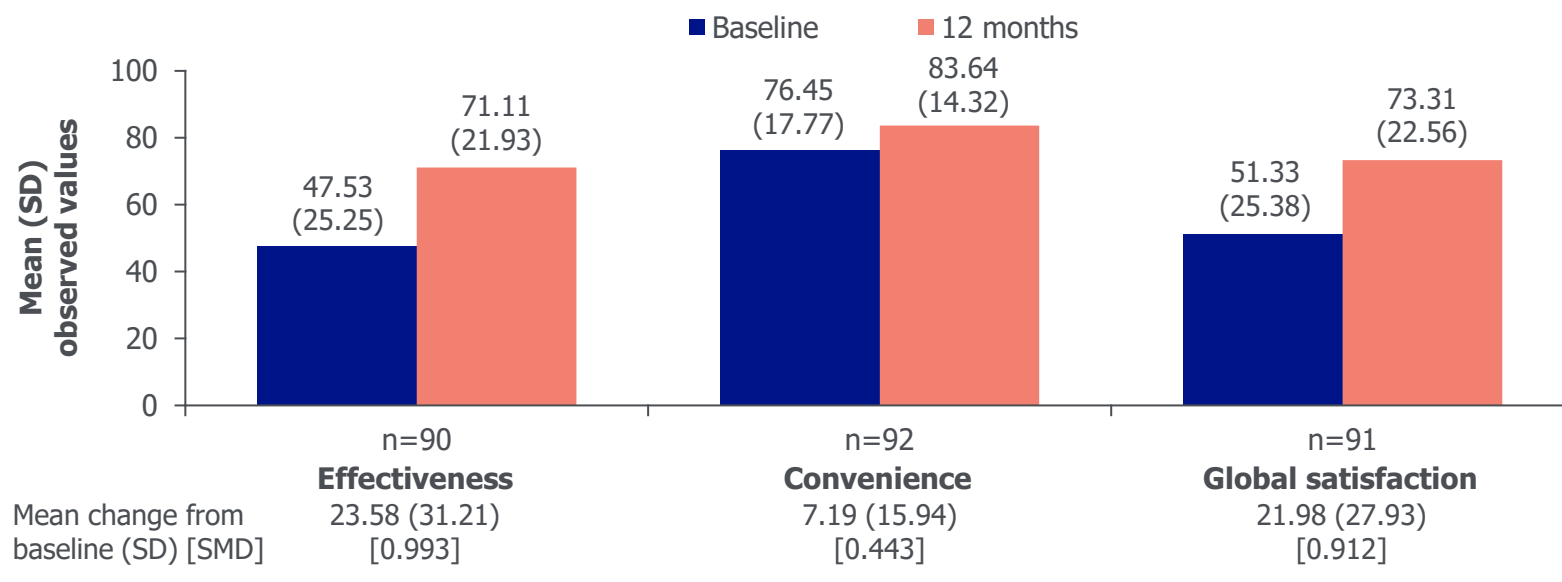 Baseline
12 months
Mean (SD)
observed values
100
80
60
40
20
0
47.53
(25.25)
71.11
(21.93)
76.45
(17.77)
83.64
(14.32)
51.33
(25.38)
73.31
(22.56)
n=90
n=92
n=91
Effectiveness
Convenience
Global satisfaction
Mean change from
baseline (SD) [SMD]
23.58 (31.21)
[0.993]
7.19 (15.94)
[0.443]
21.98 (27.93)
[0.912]